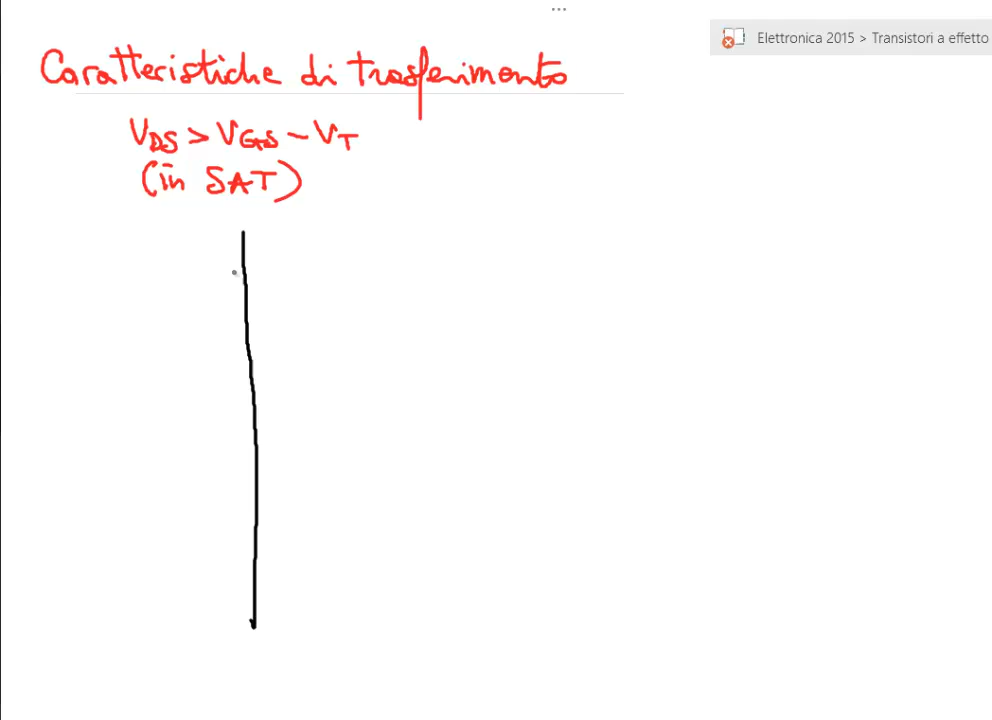 Elettronica 2015 > Transistori a effetto
Caratteristiche di trasferimento
VDS > VGS - VT
(in SAT)